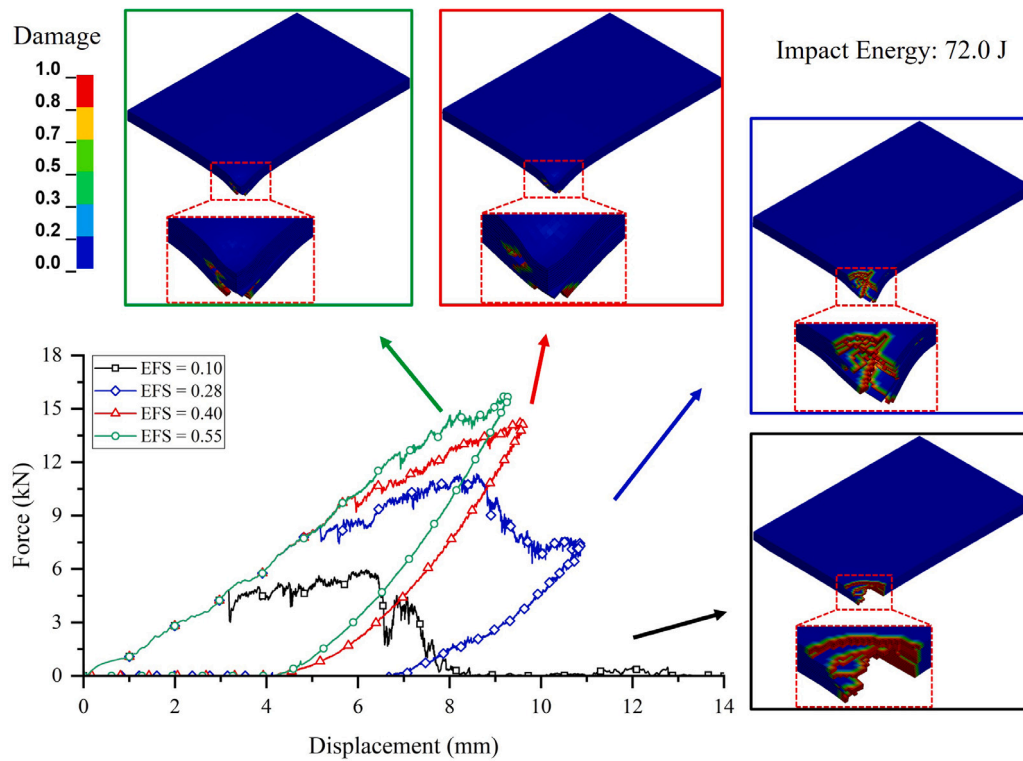 Damage
1.0
0.8
0.7
0.5
0.3
0.2
0.0
Impact Energy: 72.0 J
EFS = 0.10
EFS = 0.28
EFS = 0.40
EFS = 0.55
Force (kN)
18
15
12
9
6
3
0
0 2 4 6 8 10 12 14
Displacement (mm)